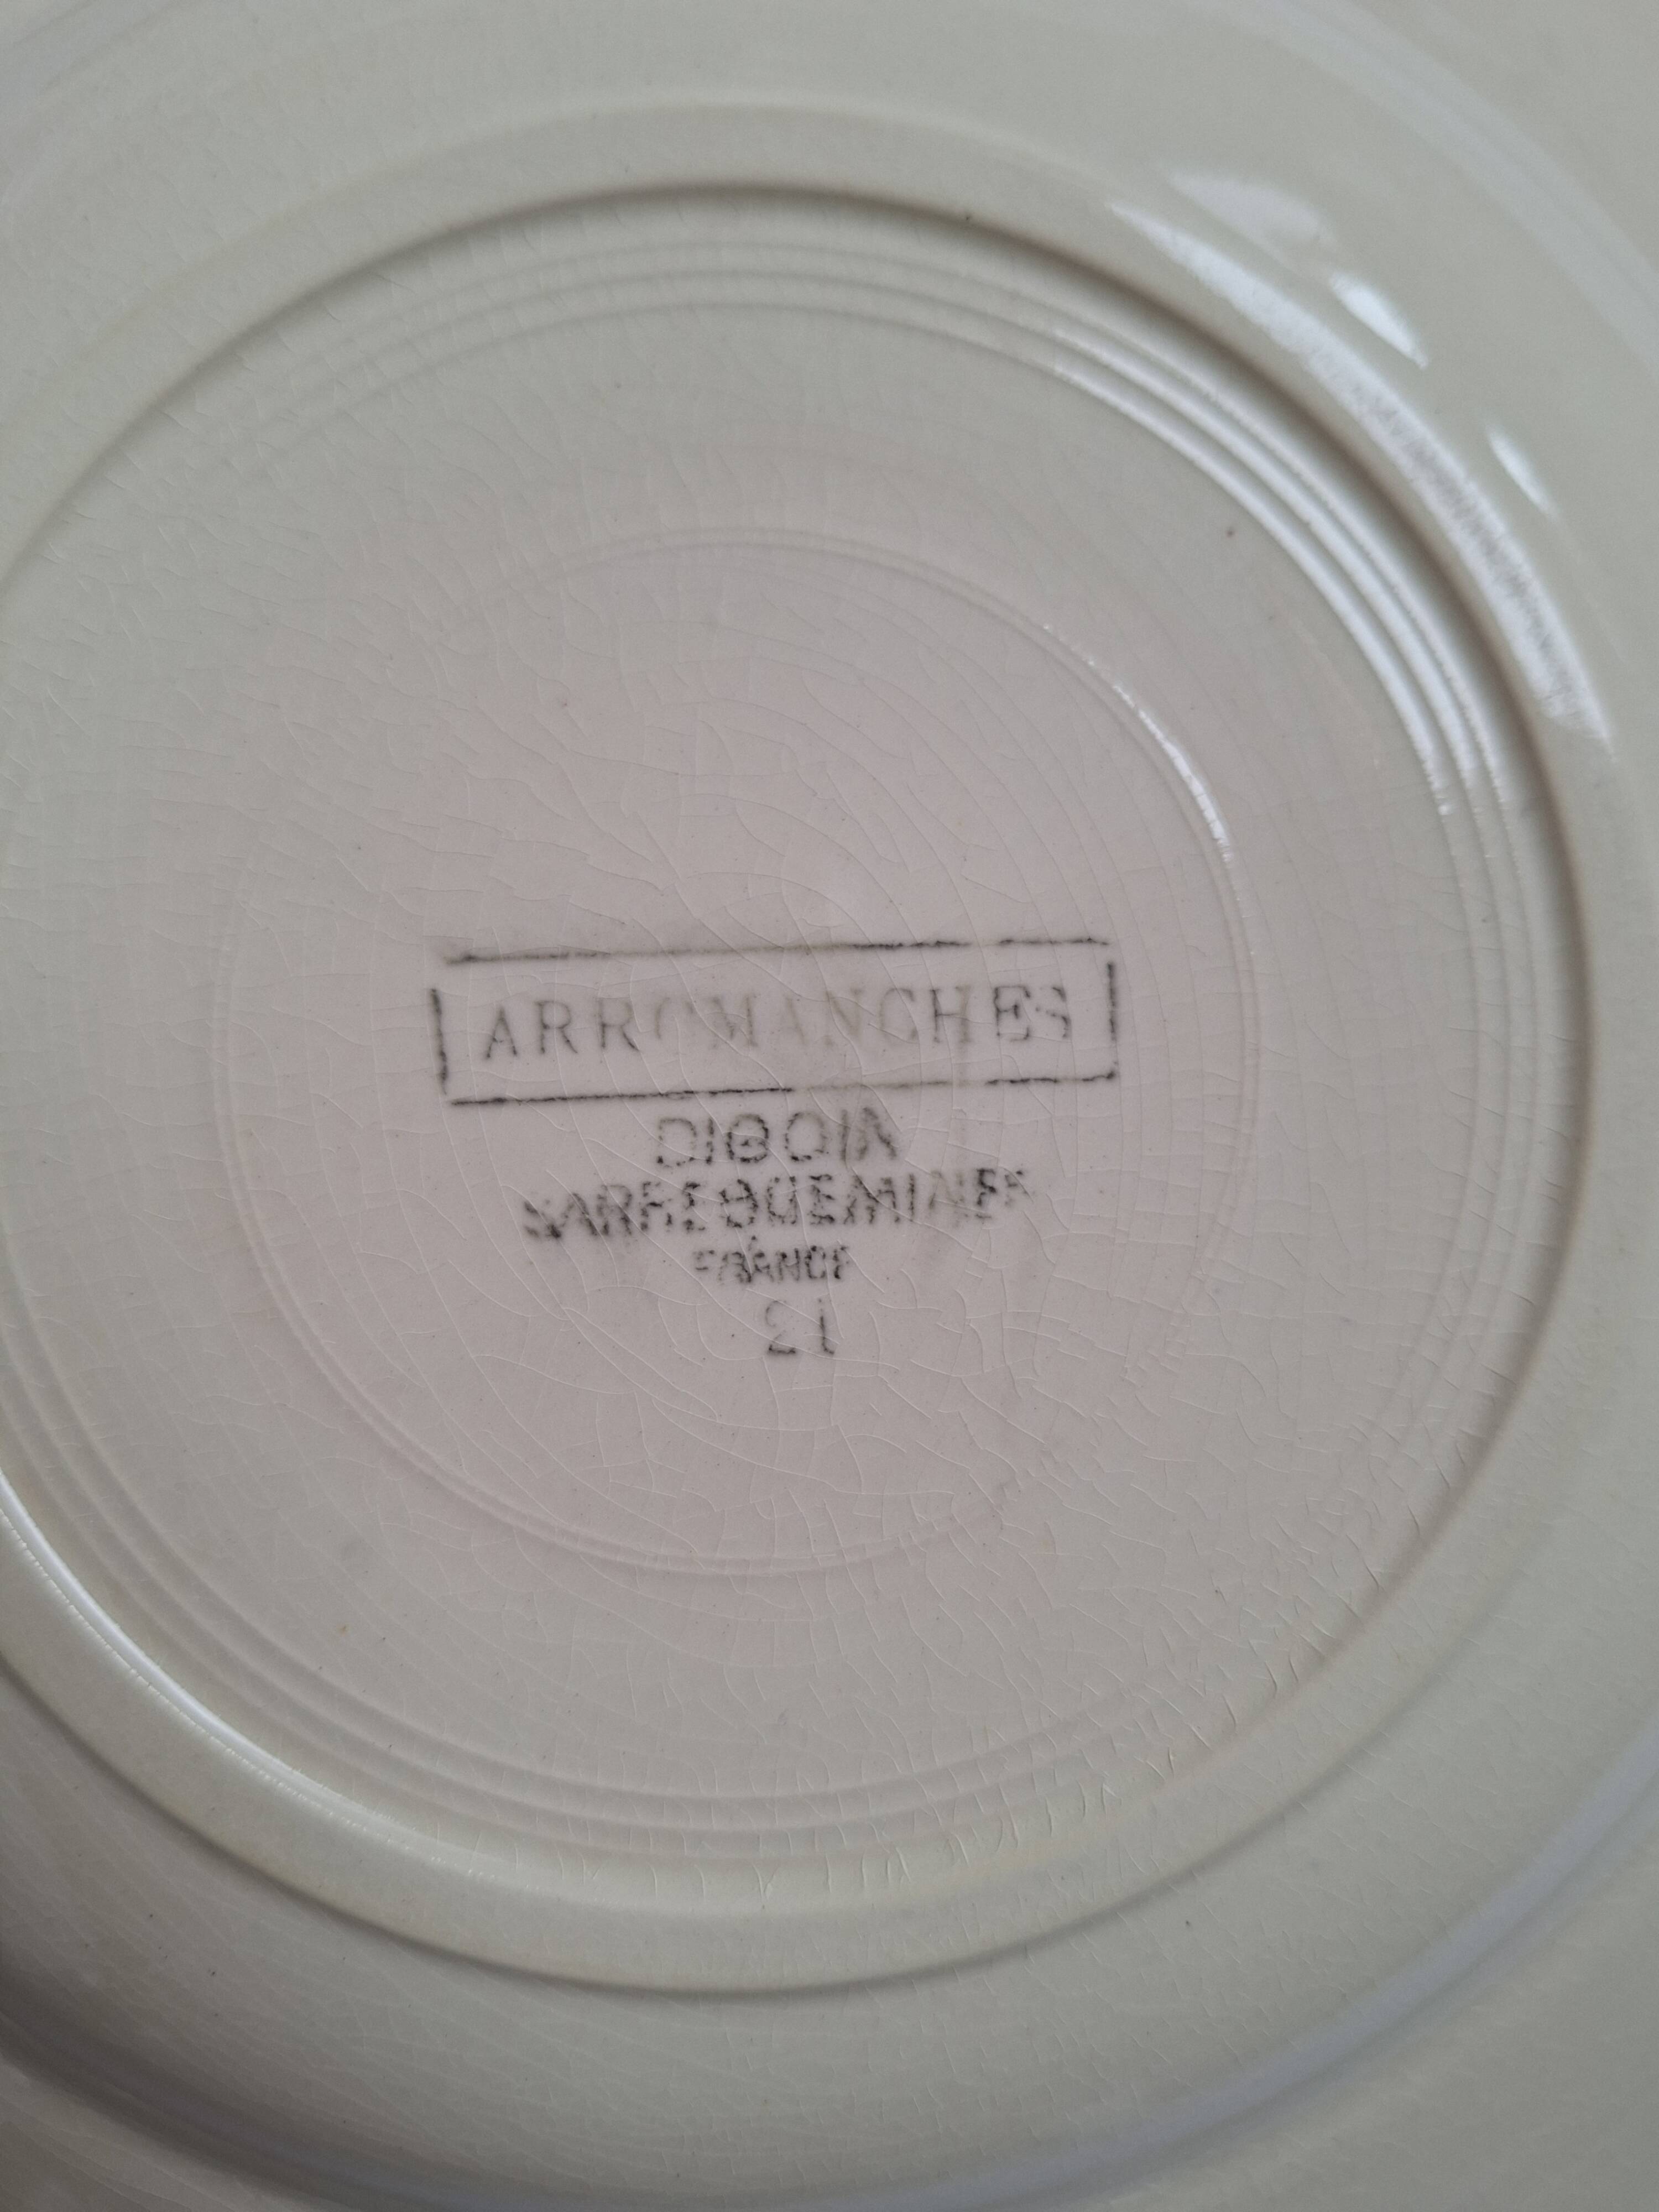 ARROMANCHES
DIGOIN
SARREGUEMINES
FRANCE
21